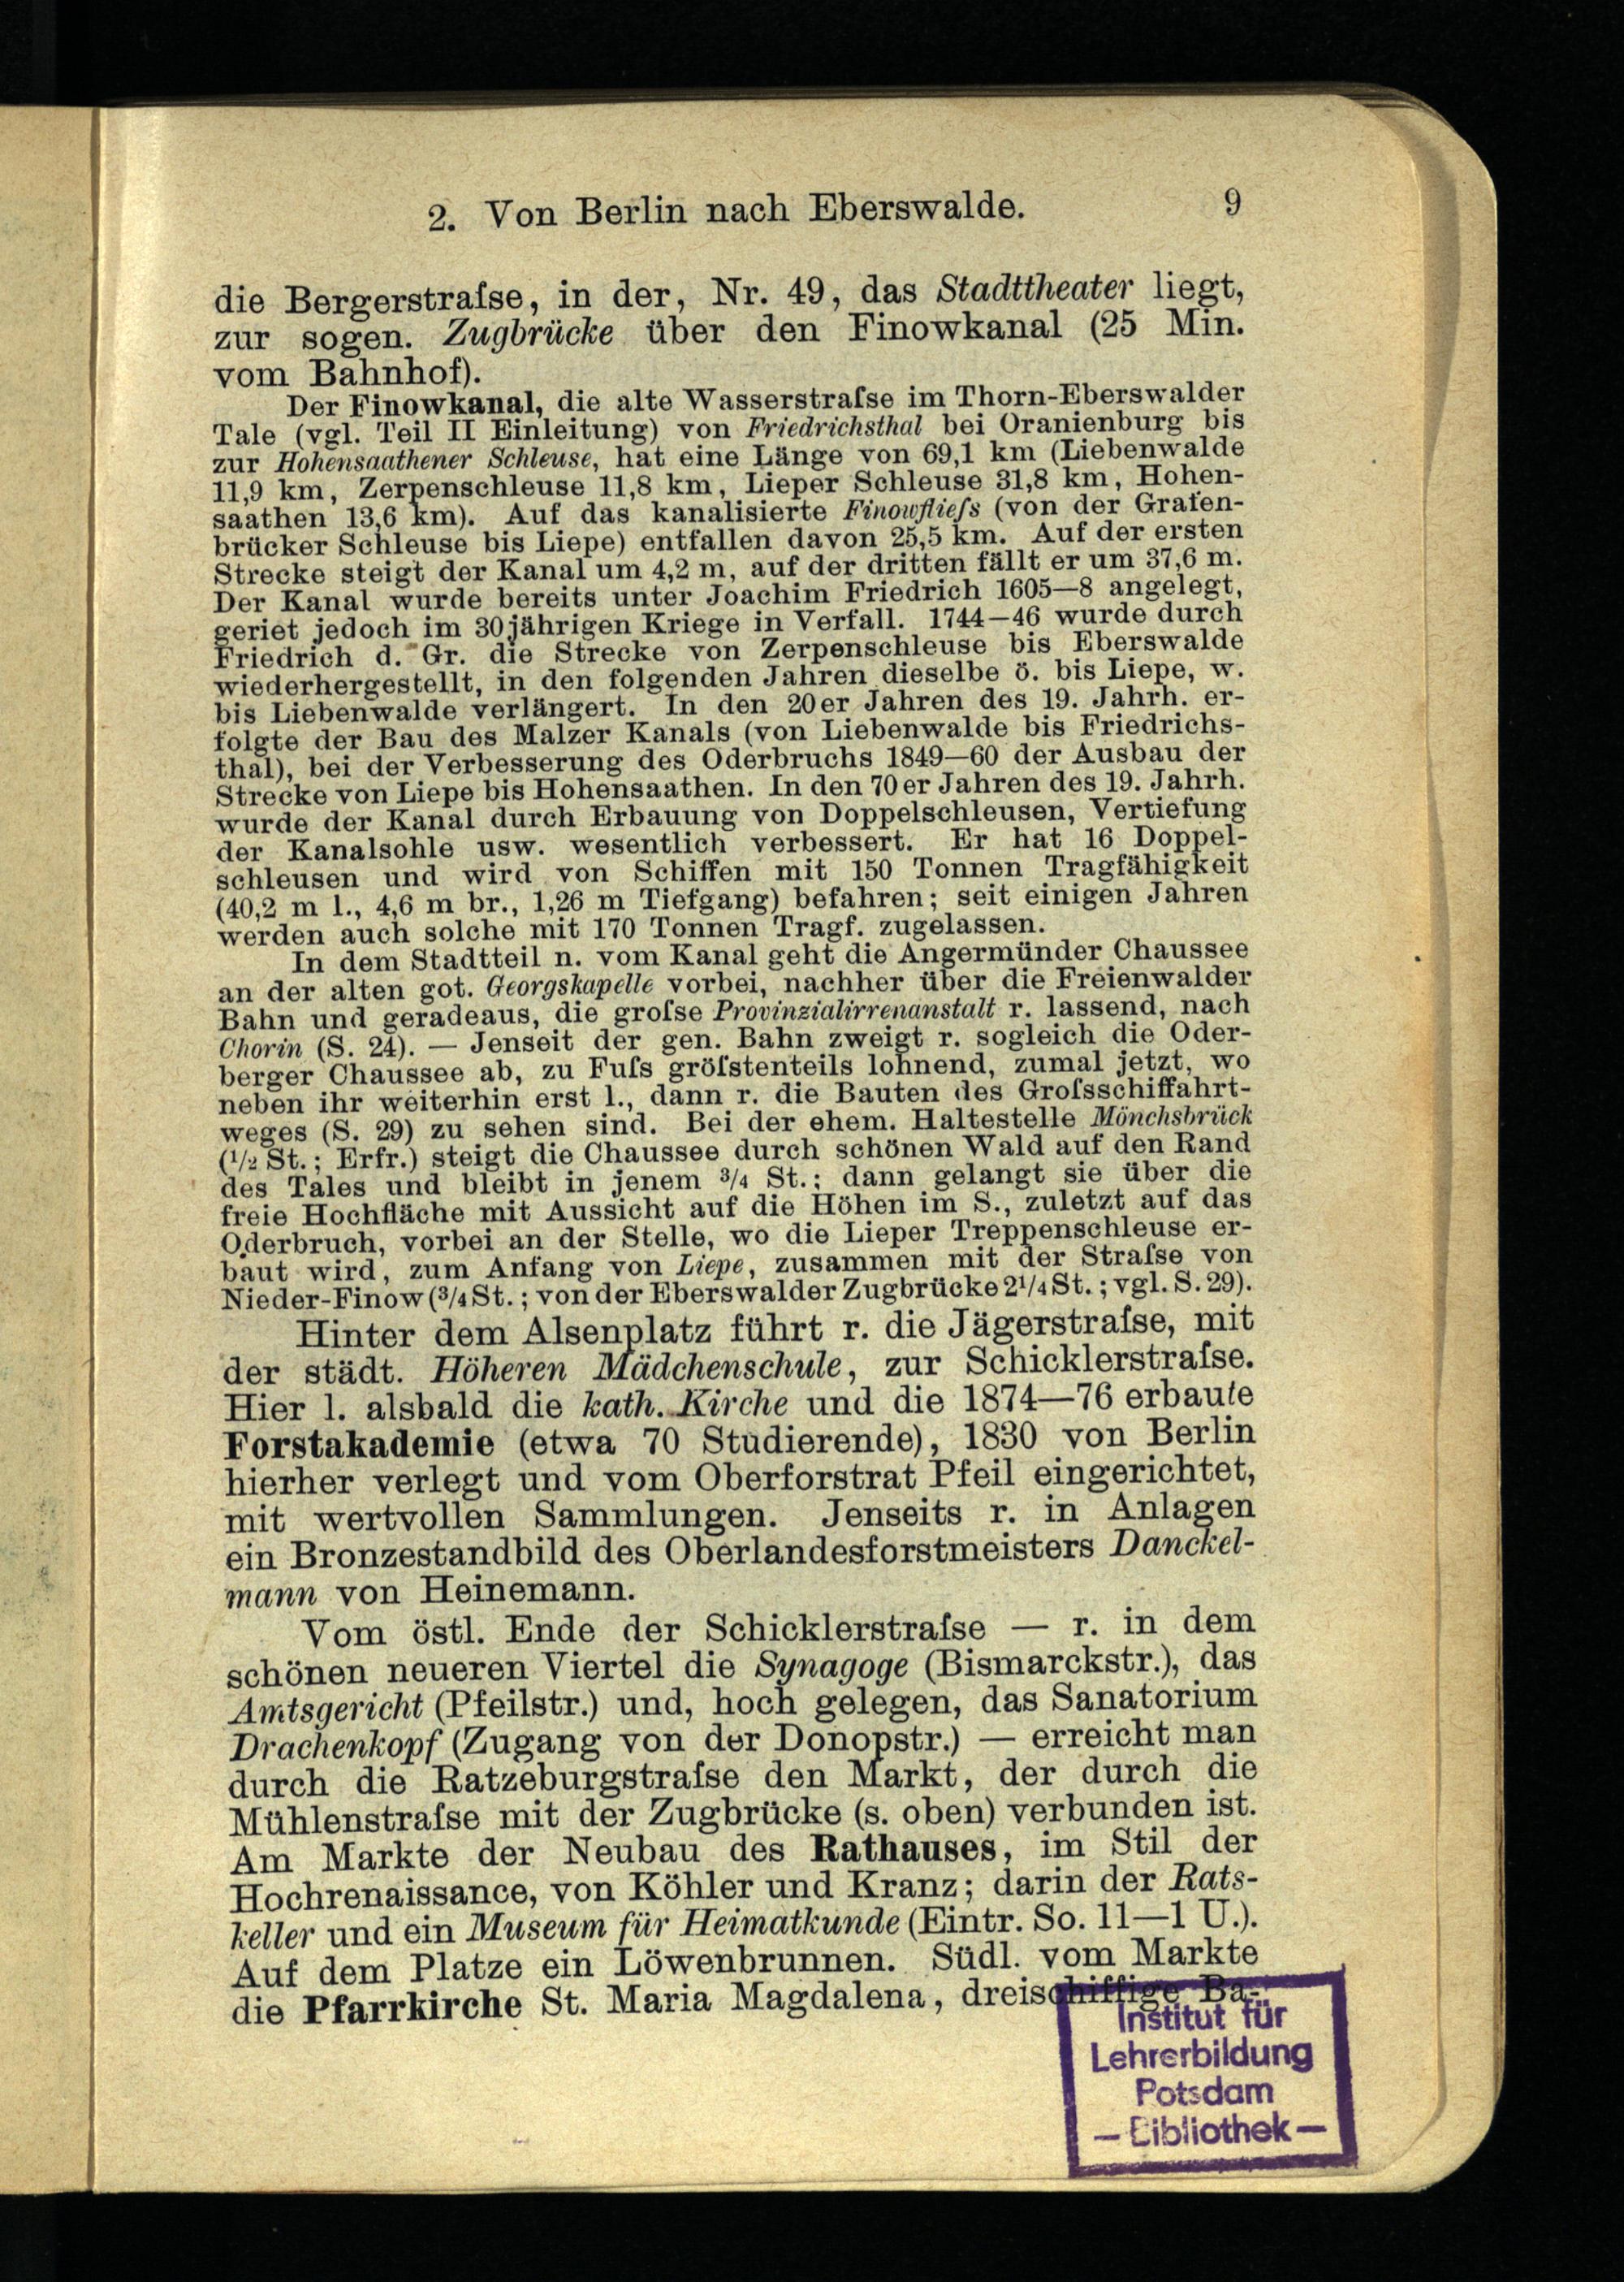 2. Von Berlin nach Eberswalde. 9
die Bergerstraſse, in der, Nr. 49, das Stadttheater liegt,
zur sogen. Zugbrücke über den Finowkanal (25 Min.
vom Bahnhof).
Der Finowkanal, die alte Wasserstraſse im Thorn-Eberswalder
Tale (vgl. Teil II Einleitung) von Friedrichsthal bei Oranienburg bis
zur Hohensaathener Schleuse, hat eine Länge von 69,1 km (Liebenwalde
11,9 km, Zerpenschleuse 11,8 km, Lieper Schleuse 31,8 km, Hohen-
saathen 13,6 km). Auf das kanalisierte Finowflieſs (von der Grafen-
brücker Schleuse bis Liepe) entfallen davon 25,5 km. Auf der ersten
Strecke steigt der Kanal um 4,2 m, auf der dritten fällt er um 37,6 m.
Der Kanal wurde bereits unter Joachim Friedrich 1605—8 angelegt,
geriet jedoch im 30jährigen Kriege in Verfall. 1744—46 wurde durch
Friedrich d. Gr. die Strecke von Zerpenschleuse bis Eberswalde
wiederhergestellt, in den folgenden Jahren dieselbe ö. bis Liepe, w.
bis Liebenwalde verlängert. In den 20er Jahren des 19. Jahrh. er-
folgte der Bau des Malzer Kanals (von Liebenwalde bis Friedrichs-
thal), bei der Verbesserung des Oderbruchs 1849—60 der Ausbau der
Strecke von Liepe bis Hohensaathen. In den 70er Jahren des 19. Jahrh.
wurde der Kanal durch Erbauung von Doppelschleusen, Vertiefung
der Kanalsohle usw. wesentlich verbessert. Er hat 16 Doppel-
schleusen und wird von Schiffen mit 150 Tonnen Tragfähigkeit
(40,2 m l., 4,6 m br., 1,26 m Tiefgang) befahren; seit einigen Jahren
werden auch solche mit 170 Tonnen Tragf. zugelassen.
In dem Stadtteil n. vom Kanal geht die Angermünder Chaussee
an der alten got. Georgskapelle vorbei, nachher über die Freienwalder
Bahn und geradeaus, die groſse Provinzialirrenanstalt r. lassend, nach
Chorin (S. 24). — Jenseit der gen. Bahn zweigt r. sogleich die Oder-
berger Chaussee ab, zu Fuſs gröſstenteils lohnend, zumal jetzt, wo
neben ihr weiterhin erst l., dann r. die Bauten des Groſsschiffahrt-
weges (S. 29) zu sehen sind. Bei der ehem. Haltestelle Mönchsbrück
(1/2 St.; Erfr.) steigt die Chaussee durch schönen Wald auf den Rand
des Tales und bleibt in jenem 3/4 St.; dann gelangt sie über die
freie Hochfläche mit Aussicht auf die Höhen im S., zuletzt auf das
Oderbruch, vorbei an der Stelle, wo die Lieper Treppenschleuse er-
baut wird, zum Anfang von Liepe, zusammen mit der Straſse von
Nieder-Finow (3/4 St.; von der Eberswalder Zugbrücke 21/4 St.; vgl. S. 29).
Hinter dem Alsenplatz führt r. die Jägerstraſse, mit
der städt. Höheren Mädchenschule, zur Schicklerstraſse.
Hier l. alsbald die kath. Kirche und die 1874—76 erbaute
Forstakademie (etwa 70 Studierende), 1830 von Berlin
hierher verlegt und vom Oberforstrat Pfeil eingerichtet,
mit wertvollen Sammlungen. Jenseits r. in Anlagen
ein Bronzestandbild des Oberlandesforstmeisters Danckel-
mann von Heinemann.
Vom östl. Ende der Schicklerstraſse — r. in dem
schönen neueren Viertel die Synagoge (Bismarckstr.), das
Amtsgericht (Pfeilstr.) und, hoch gelegen, das Sanatorium
Drachenkopf (Zugang von der Donopstr.) — erreicht man
durch die Ratzeburgstraſse den Markt, der durch die
Mühlenstraſse mit der Zugbrücke (s. oben) verbunden ist.
Am Markte der Neubau des Rathauses, im Stil der
Hochrenaissance, von Köhler und Kranz; darin der Rats-
keller und ein Museum für Heimatkunde (Eintr. So. 11—1 U.).
Auf dem Platze ein Löwenbrunnen. Südl. vom Markte
die Pfarrkirche St. Maria Magdalena, dreischiffige Ba-
Institut für
Lehrerbildung
Potsdam
— Bibliothek —